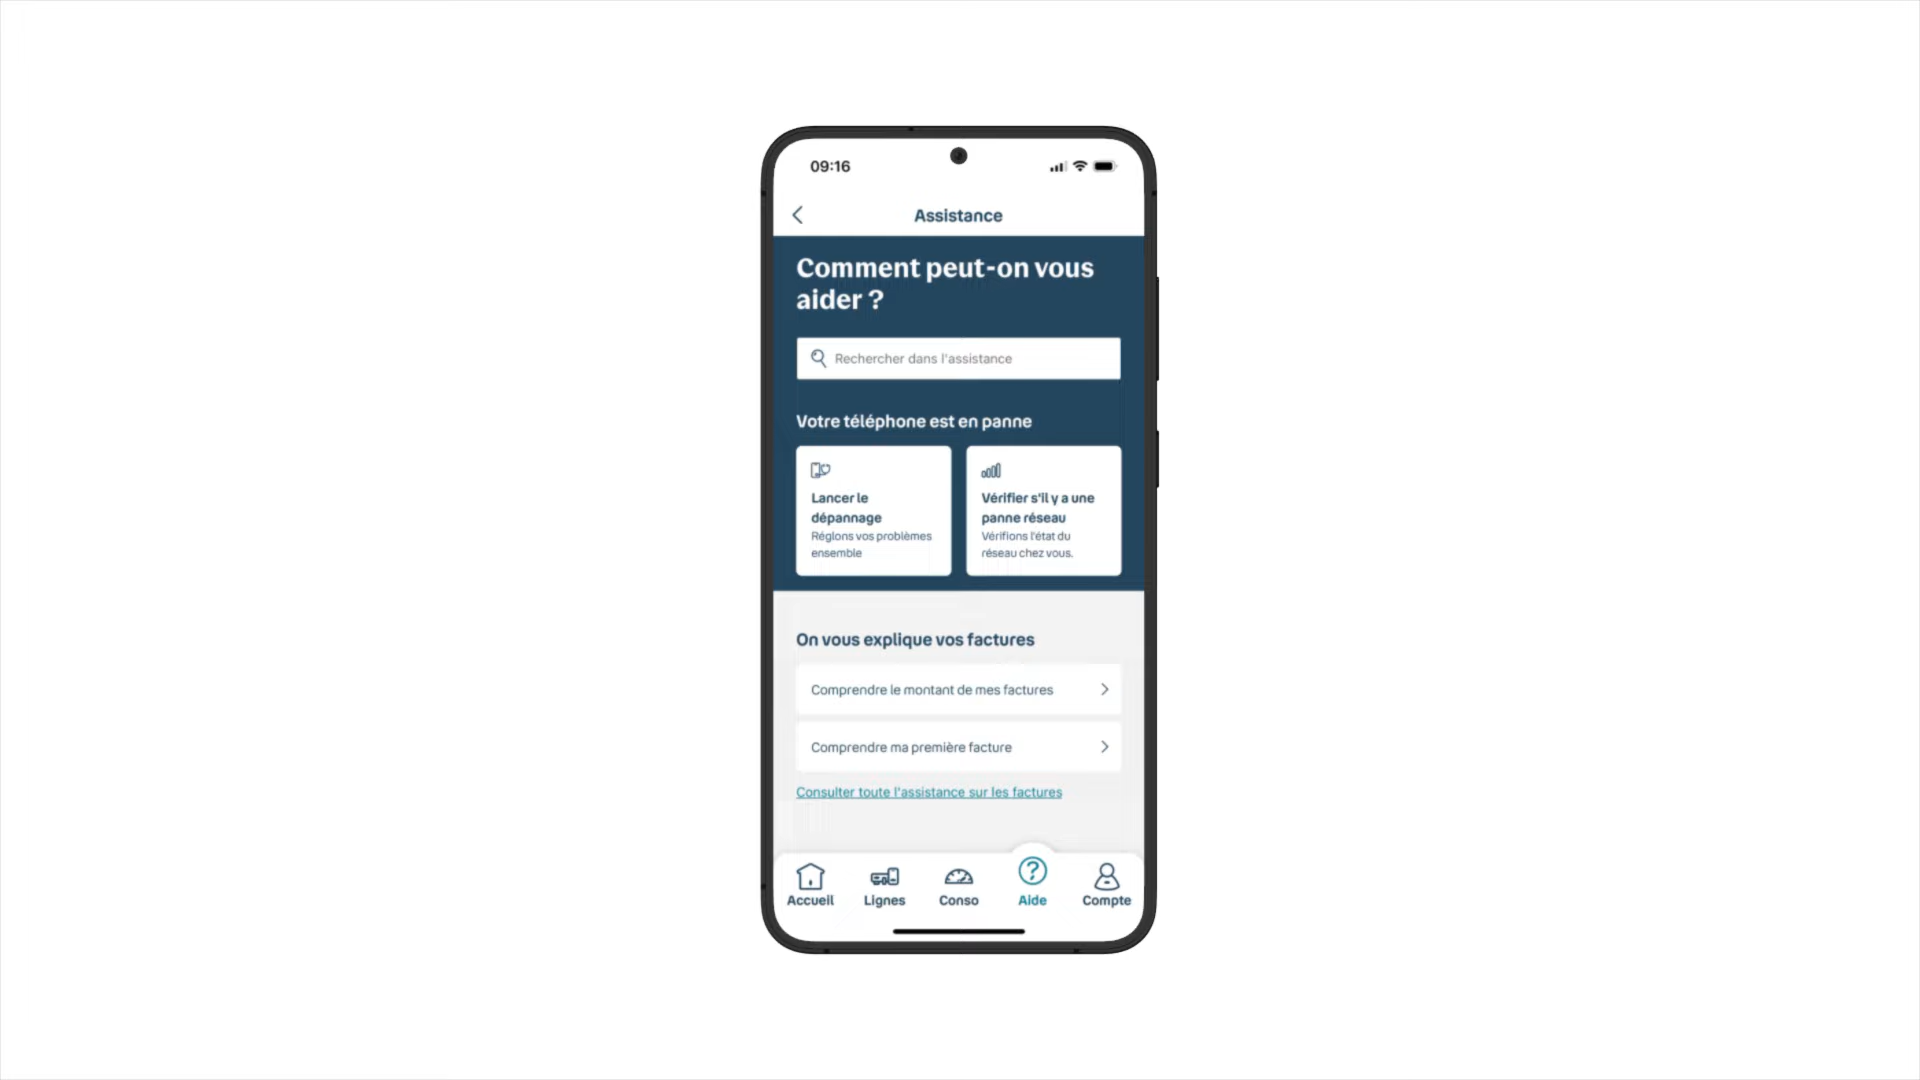 09:16
Assistance
Comment peut-on vous
aider ?
Rechercher dans l'assistance
Votre téléphone est en panne
Lancer le
dépannage
Réglons vos problèmes
ensemble
Vérifier s'il y a une
panne réseau
Vérifions l'état du
réseau chez vous.
On vous explique vos factures
Comprendre le montant de mes factures
Comprendre ma première facture
Consulter toute l'assistance sur les factures
Accueil
Lignes
Conso
Aide
Compte